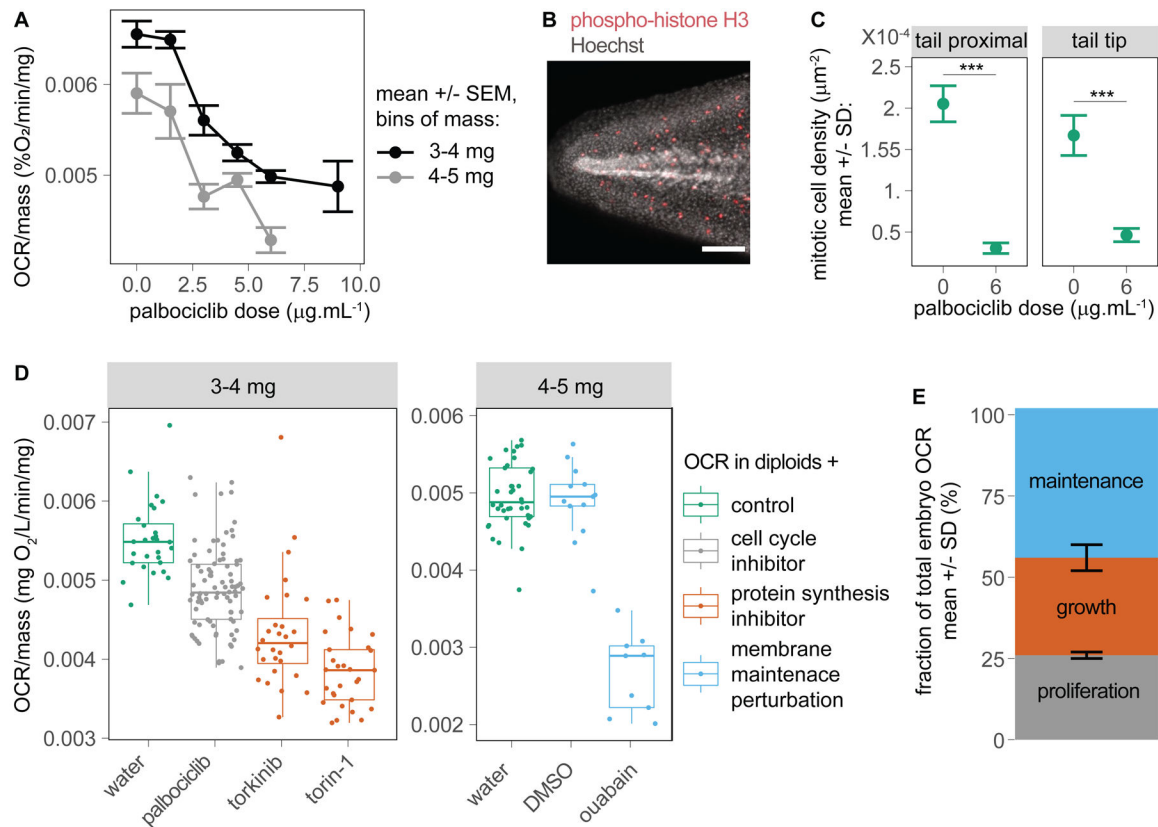 A
OCR/mass (%O₂/min/mg)
0.006
0.005
0.0
2.5
5.0
7.5
10.0
palbociclib dose (μg.mL⁻¹)
mean +/- SEM,
bins of mass:
3-4 mg
4-5 mg
B
phospho-histone H3
Hoechst
C
X10⁻⁴
tail proximal
tail tip
mitotic cell density (μm⁻²)
mean +/- SD:
2.5
2
1.55
1.
0.5
***
***
0
6
0
6
palbociclib dose (μg.mL⁻¹)
D
3-4 mg
4-5 mg
OCR/mass (mg O₂/L/min/mg)
0.007
0.006
0.005
0.004
0.003
water
palbociclib
torkinib
torin-1
0.006
0.005
0.004
0.003
0.002
water
DMSO
ouabain
OCR in diploids +
control
cell cycle
inhibitor
protein synthesis
inhibitor
membrane
maintenace
perturbation
E
fraction of total embryo OCR
mean +/- SD (%)
100
75
50
25
0
maintenance
growth
proliferation